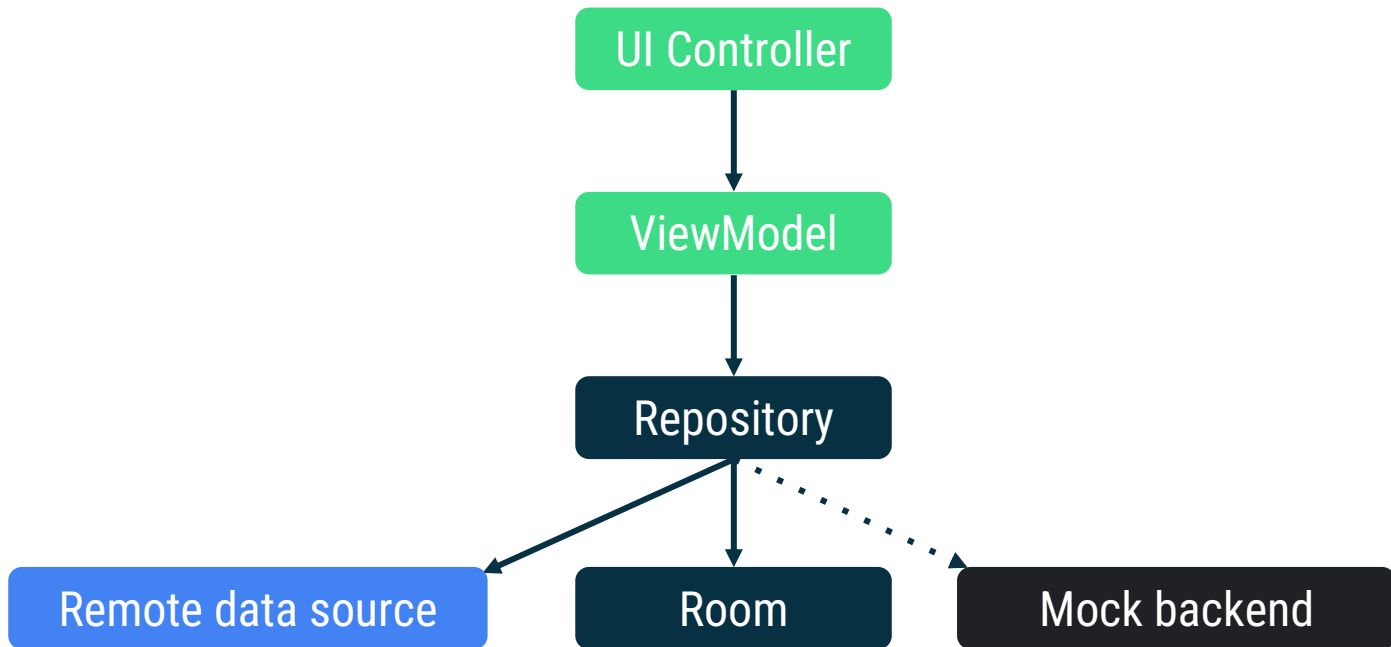 UI Controller
ViewModel
Repository
Remote data source
Room
Mock backend